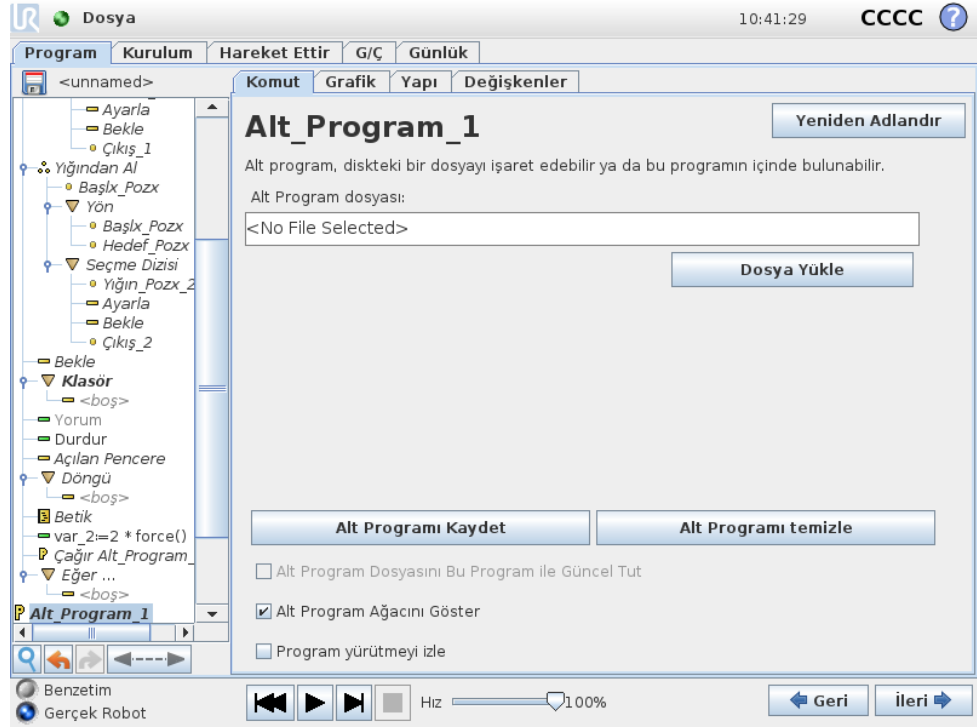 UR Dosya 10:41:29 CCCC ?
Program Kurulum Hareket Ettir G/Ç Günlük
<unnamed>
Ayarla
Bekle
Çıkış_1
Yığından Al
Başlx_Pozx
Yön
Başlx_Pozx
Hedef_Pozx
Seçme Dizisi
Yığın_Pozx_2
Ayarla
Bekle
Çıkış_2
Bekle
Klasör
<boş>
Yorum
Durdur
Açılan Pencere
Döngü
<boş>
Betik
var_2≔2 * force()
Çağır Alt_Program_
Eğer ...
<boş>
Alt_Program_1
Komut Grafik Yapı Değişkenler
Alt_Program_1
Yeniden Adlandır
Alt program, diskteki bir dosyayı işaret edebilir ya da bu programın içinde bulunabilir.
Alt Program dosyası:
<No File Selected>
Dosya Yükle
Alt Programı Kaydet
Alt Programı temizle
Alt Program Dosyasını Bu Program ile Güncel Tut
Alt Program Ağacını Göster
Program yürütmeyi izle
Benzetim
Gerçek Robot
Hız 100%
Geri
İleri